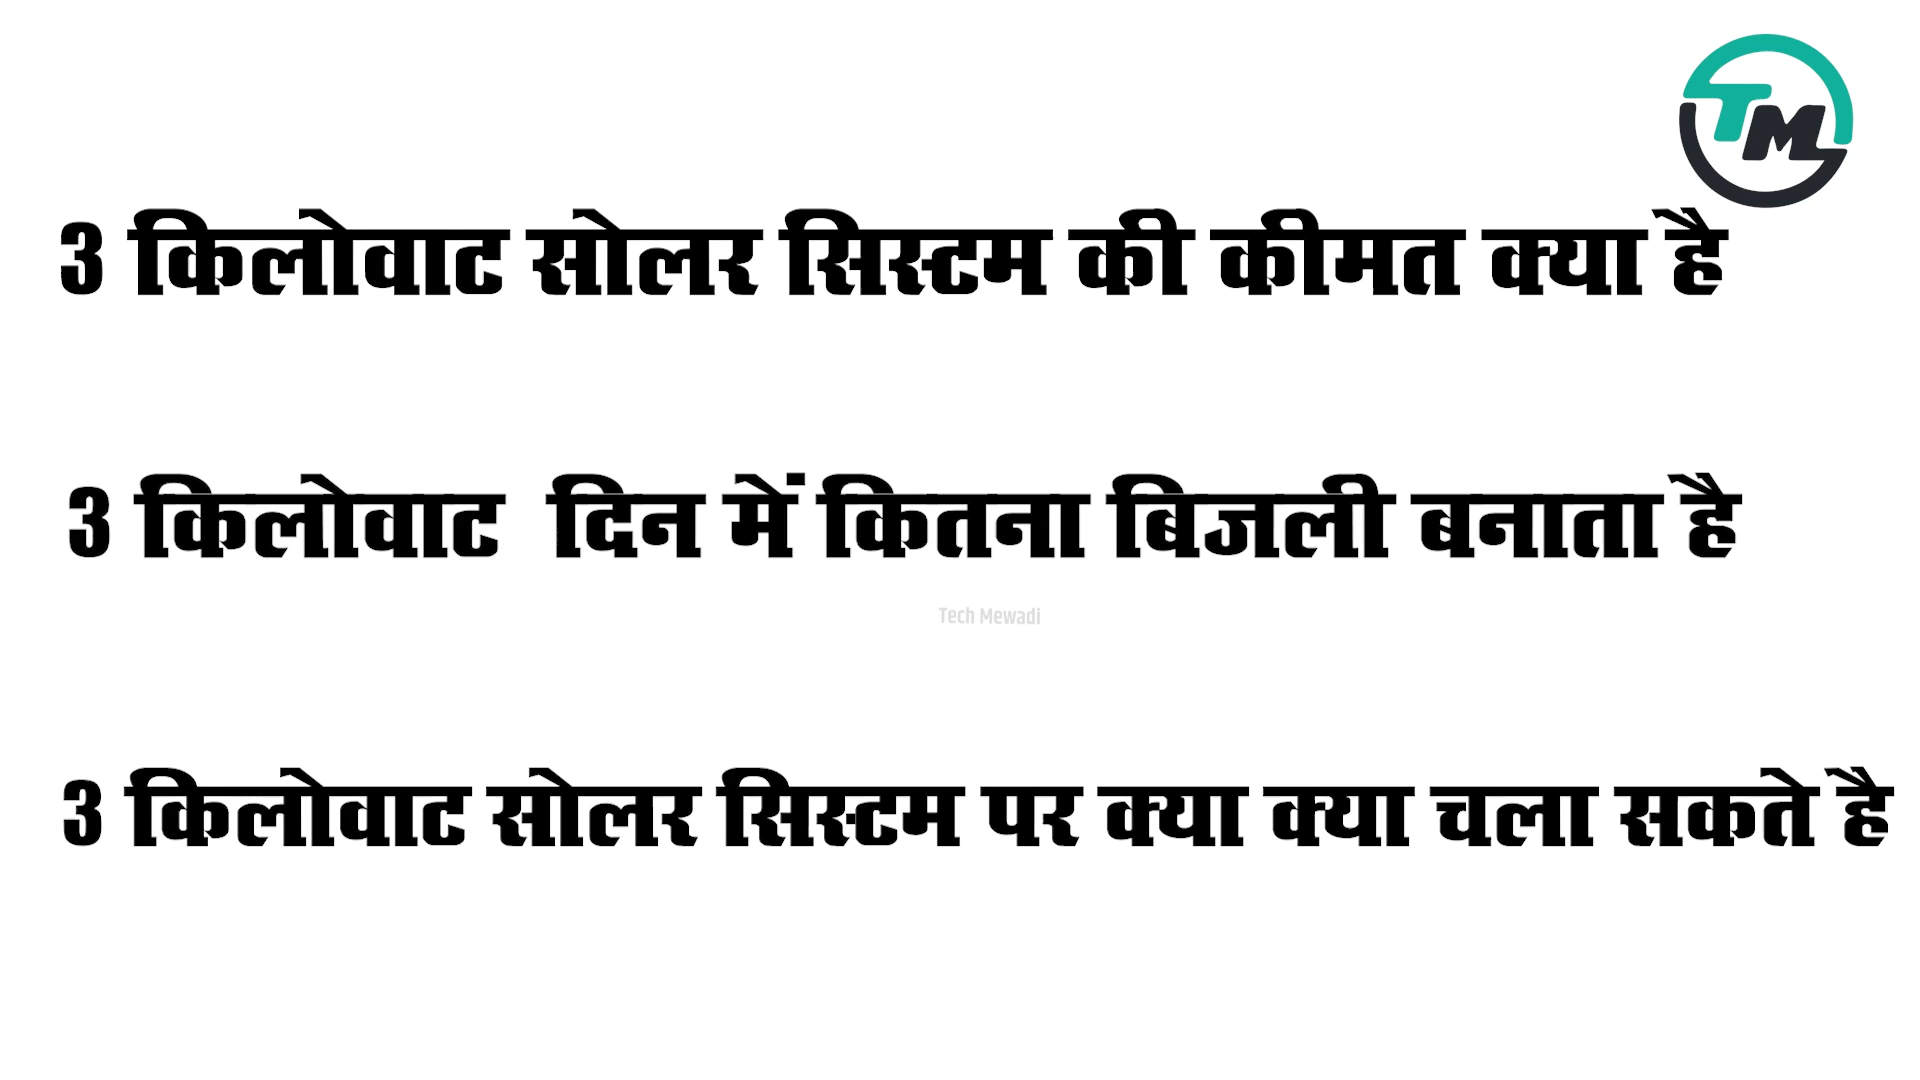 TM
3 किलोवाट सोलर सिस्टम की कीमत क्या है
3 किलोवाट दिन में कितना बिजली बनाता है
Tech Mewadi
3 किलोवाट सोलर सिस्टम पर क्या क्या चला सकते है